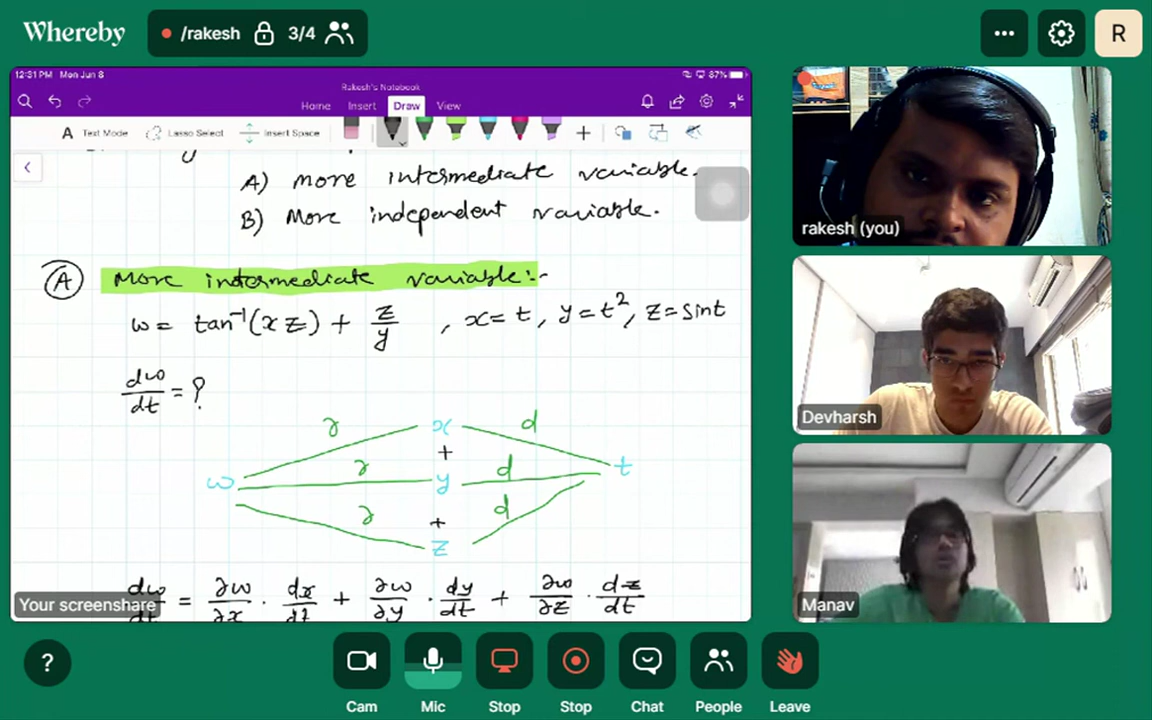 Whereby
/rakesh 3/4
... R
12:31 PM Mon Jun 8 87%
Rakesh's Notebook
Home Insert Draw View
A Text Mode Lasso Select Insert Space +
A) More intermediate variable.
B) More independent variable.
A More intermediate variable:-
w = tan⁻¹(xz) + z/y , x = t, y = t², z = sint
dw/dt = ?
∂ x d
+
w ∂ y d t
∂ + d
z
dw/dt = ∂w/∂x · dx/dt + ∂w/∂y · dy/dt + ∂w/∂z · dz/dt
Your screenshare
rakesh (you)
Devharsh
Manav
?
Cam Mic Stop Stop Chat People Leave